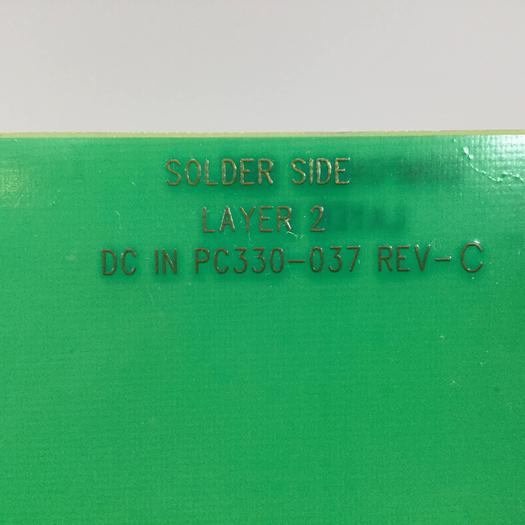 SOLDER SIDE
LAYER 2
DC IN PC330-037 REV-C